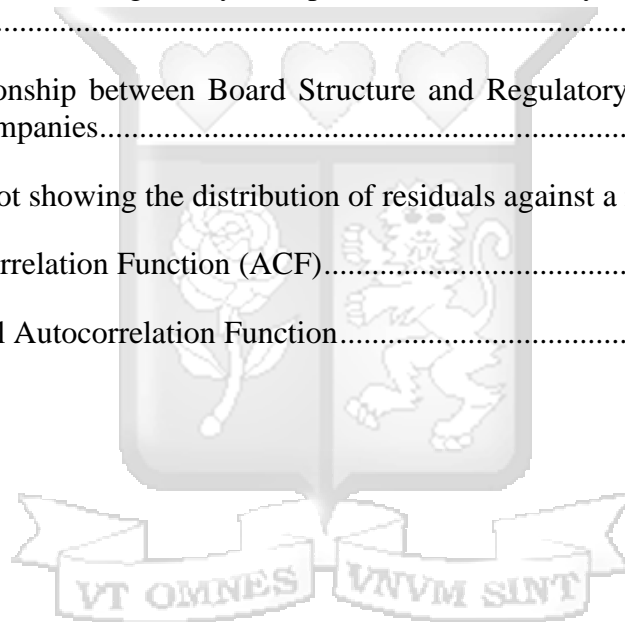 .......................................................................................
onship between Board Structure and Regulatory
mpanies......................................................................
ot showing the distribution of residuals against a
rrelation Function (ACF)........................................
l Autocorrelation Function......................................
VT OMNES VNVM SINT